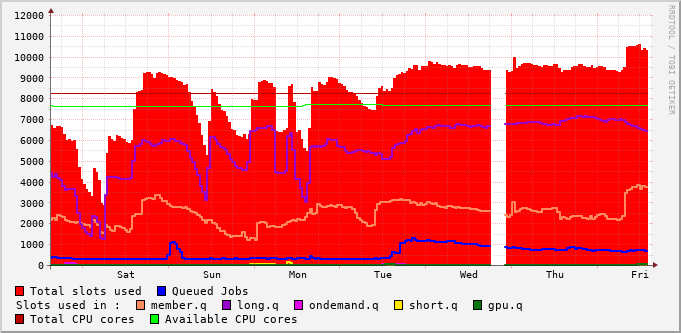 12000
11000
10000
9000
8000
7000
6000
5000
4000
3000
2000
1000
0
Sat Sun Mon Tue Wed Thu Fri
Total slots used Queued Jobs
Slots used in : member.q long.q ondemand.q short.q gpu.q
Total CPU cores Available CPU cores
RRDTOOL / TOBI OETIKER